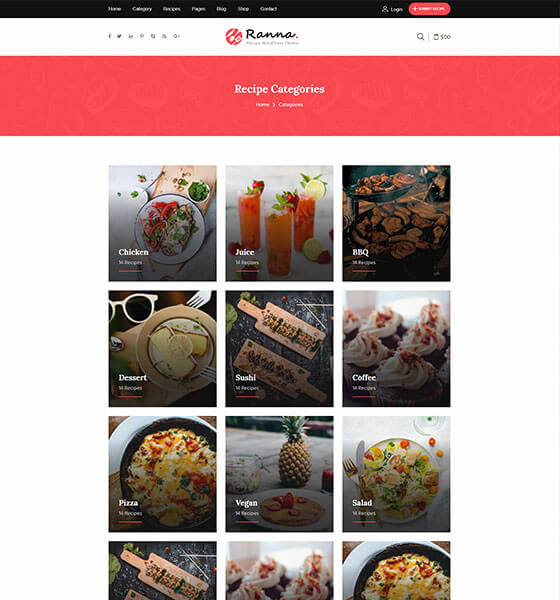 Home Category Recipes Pages Blog Shop Contact Login + SUBMIT RECIPE
Ranna. $0.00
Recipe WordPress Theme
Recipe Categories
Home > Categories
Chicken Juice BBQ
14 Recipes 14 Recipes 14 Recipes
Dessert Sushi Coffee
14 Recipes 14 Recipes 14 Recipes
Pizza Vegan Salad
14 Recipes 14 Recipes 14 Recipes